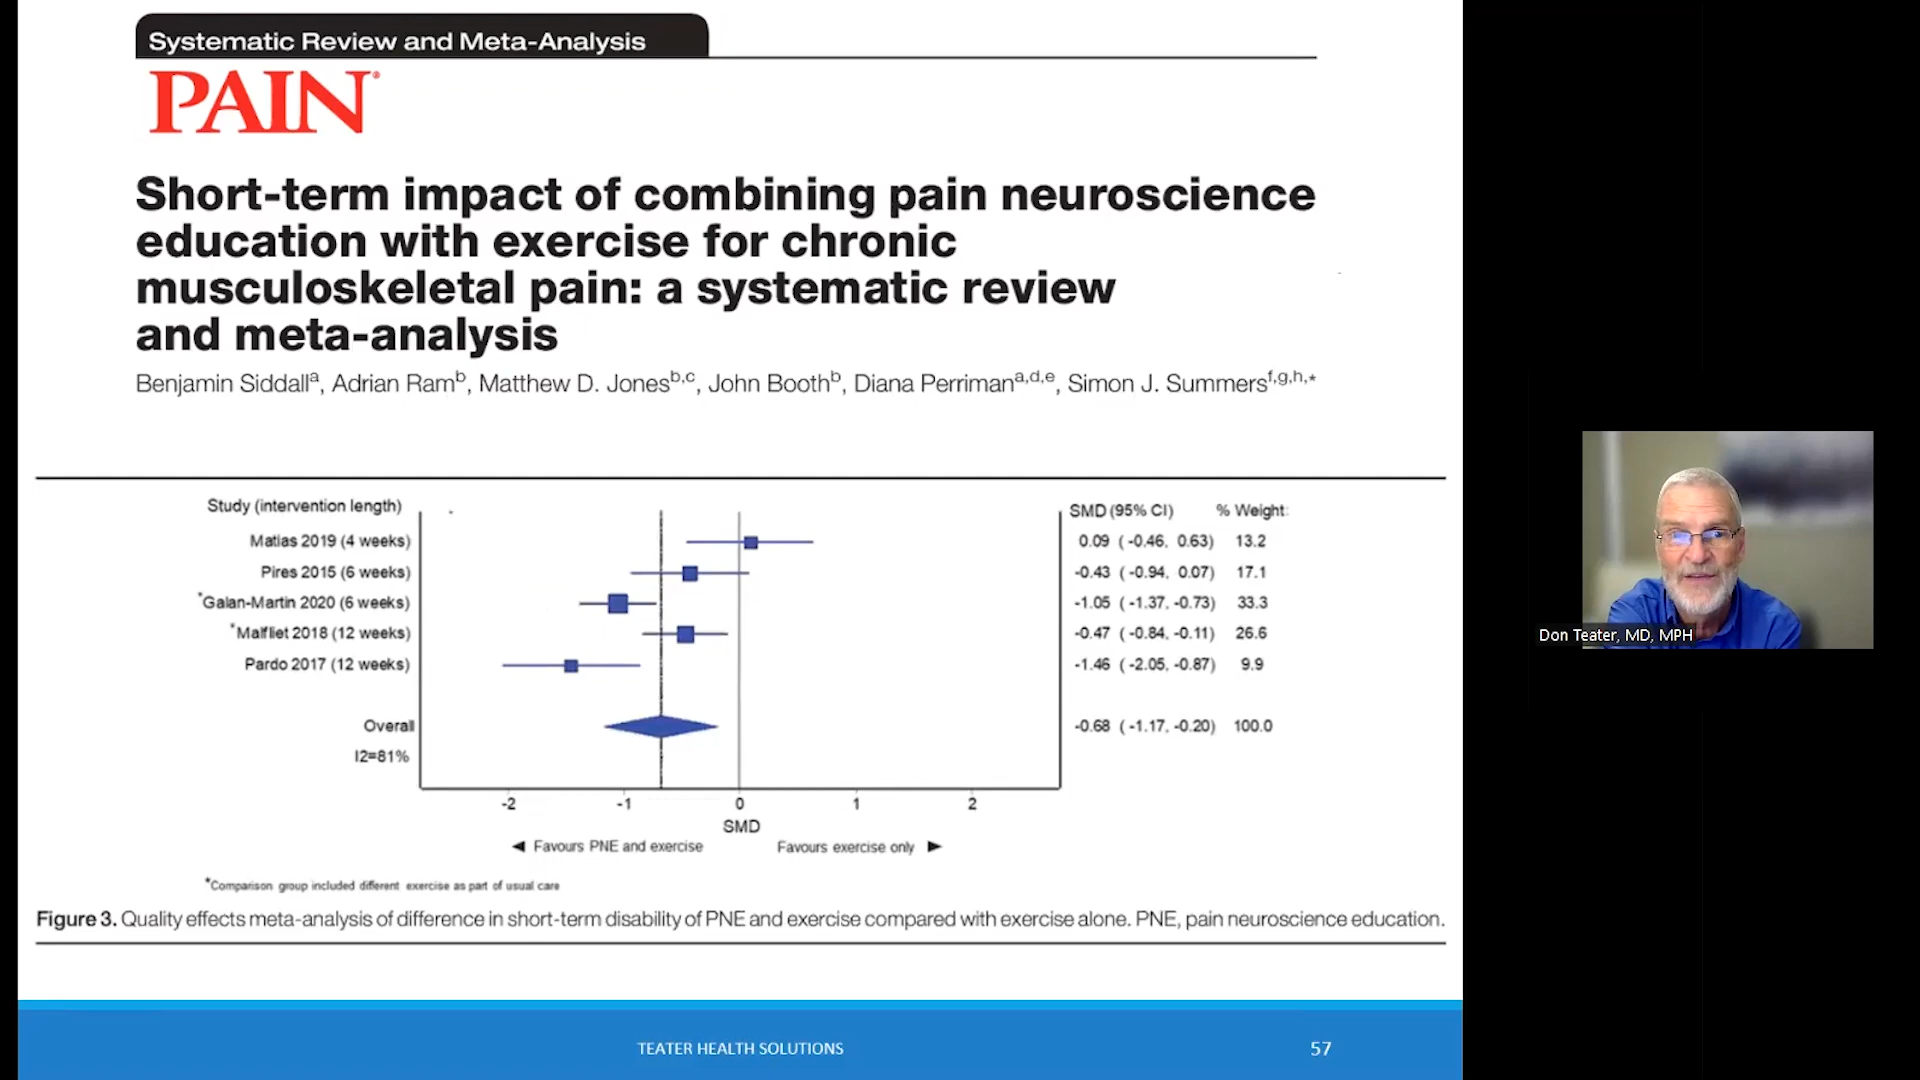 Systematic Review and Meta-Analysis
PAIN®
Short-term impact of combining pain neuroscience
education with exercise for chronic
musculoskeletal pain: a systematic review
and meta-analysis
Benjamin Siddallᵃ, Adrian Ramᵇ, Matthew D. Jonesᵇ,ᶜ, John Boothᵇ, Diana Perrimanᵃ,ᵈ,ᵉ, Simon J. Summersᶠ,ᵍ,ʰ,*
Study (intervention length) SMD (95% CI) % Weight
Matias 2019 (4 weeks) 0.09 (-0.46, 0.63) 13.2
Pires 2015 (6 weeks) -0.43 (-0.94, 0.07) 17.1
*Galan-Martin 2020 (6 weeks) -1.05 (-1.37, -0.73) 33.3
*Malfliet 2018 (12 weeks) -0.47 (-0.84, -0.11) 26.6
Pardo 2017 (12 weeks) -1.46 (-2.05, -0.87) 9.9
Overall -0.68 (-1.17, -0.20) 100.0
I2=81%
-2 -1 0 1 2
SMD
◄ Favours PNE and exercise Favours exercise only ►
*Comparison group included different exercise as part of usual care
Figure 3. Quality effects meta-analysis of difference in short-term disability of PNE and exercise compared with exercise alone. PNE, pain neuroscience education.
TEATER HEALTH SOLUTIONS 57
Don Teater, MD, MPH